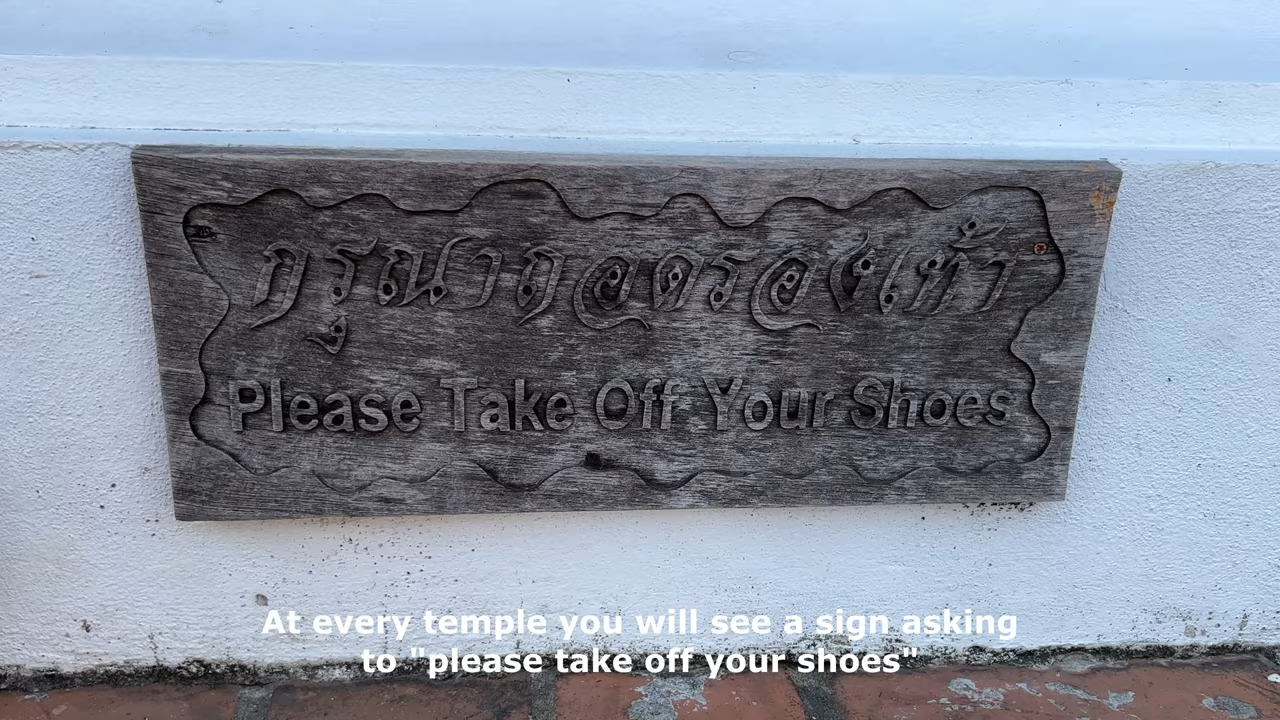 กรุณาถอดรองเท้า
Please Take Off Your Shoes
At every temple you will see a sign asking
to "please take off your shoes"